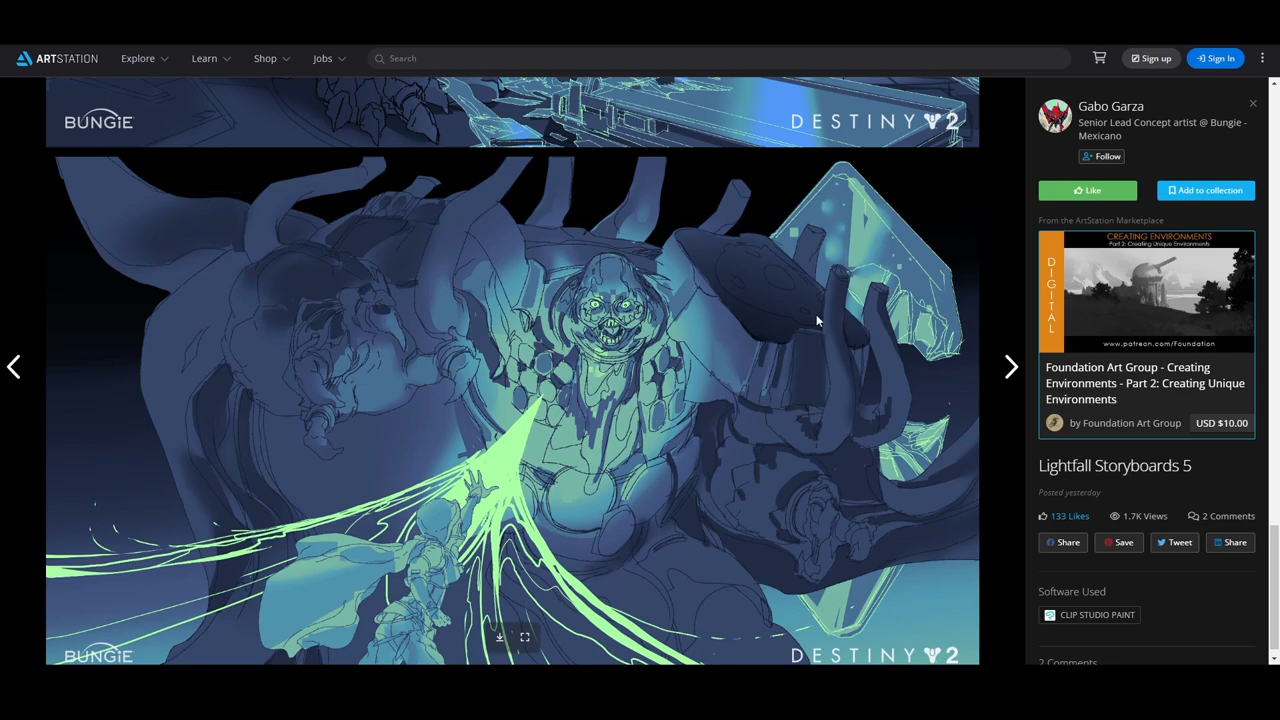 ARTSTATION Explore Learn Shop Jobs Search Sign up Sign In
BUNGiE DESTINY 2
BUNGiE DESTINY 2
Gabo Garza
Senior Lead Concept artist @ Bungie -
Mexicano
Follow
Like Add to collection
From the ArtStation Marketplace
DIGITAL
CREATING ENVIRONMENTS
Part 2: Creating Unique Environments
www.patreon.com/Foundation
Foundation Art Group - Creating
Environments - Part 2: Creating Unique
Environments
by Foundation Art Group USD $10.00
Lightfall Storyboards 5
Posted yesterday
133 Likes 1.7K Views 2 Comments
Share Save Tweet Share
Software Used
CLIP STUDIO PAINT
2 Comments